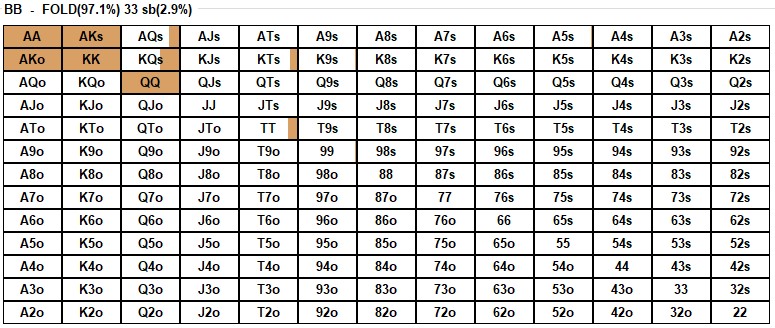 BB - FOLD(97.1%) 33 sb(2.9%)
AA AKs AQs AJs ATs A9s A8s A7s A6s A5s A4s A3s A2s
AKo KK KQs KJs KTs K9s K8s K7s K6s K5s K4s K3s K2s
AQo KQo QQ QJs QTs Q9s Q8s Q7s Q6s Q5s Q4s Q3s Q2s
AJo KJo QJo JJ JTs J9s J8s J7s J6s J5s J4s J3s J2s
ATo KTo QTo JTo TT T9s T8s T7s T6s T5s T4s T3s T2s
A9o K9o Q9o J9o T9o 99 98s 97s 96s 95s 94s 93s 92s
A8o K8o Q8o J8o T8o 98o 88 87s 86s 85s 84s 83s 82s
A7o K7o Q7o J7o T7o 97o 87o 77 76s 75s 74s 73s 72s
A6o K6o Q6o J6o T6o 96o 86o 76o 66 65s 64s 63s 62s
A5o K5o Q5o J5o T5o 95o 85o 75o 65o 55 54s 53s 52s
A4o K4o Q4o J4o T4o 94o 84o 74o 64o 54o 44 43s 42s
A3o K3o Q3o J3o T3o 93o 83o 73o 63o 53o 43o 33 32s
A2o K2o Q2o J2o T2o 92o 82o 72o 62o 52o 42o 32o 22